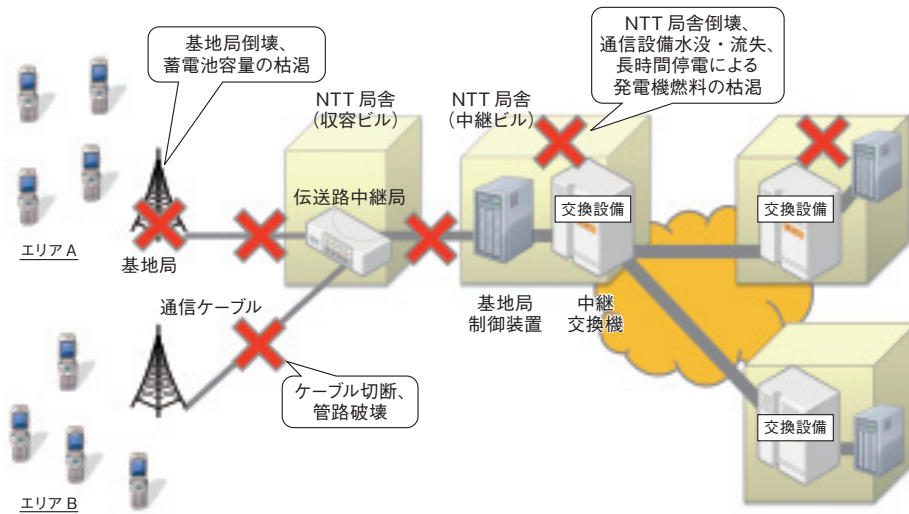 基地局倒壊、
蓄電池容量の枯渇
NTT 局舎倒壊、
通信設備水没・流失、
長時間停電による
発電機燃料の枯渇
NTT 局舎
（収容ビル）
NTT 局舎
（中継ビル）
伝送路中継局
交換設備
交換設備
エリア A
基地局
通信ケーブル
基地局
制御装置
中継
交換機
ケーブル切断、
管路破壊
交換設備
エリア B